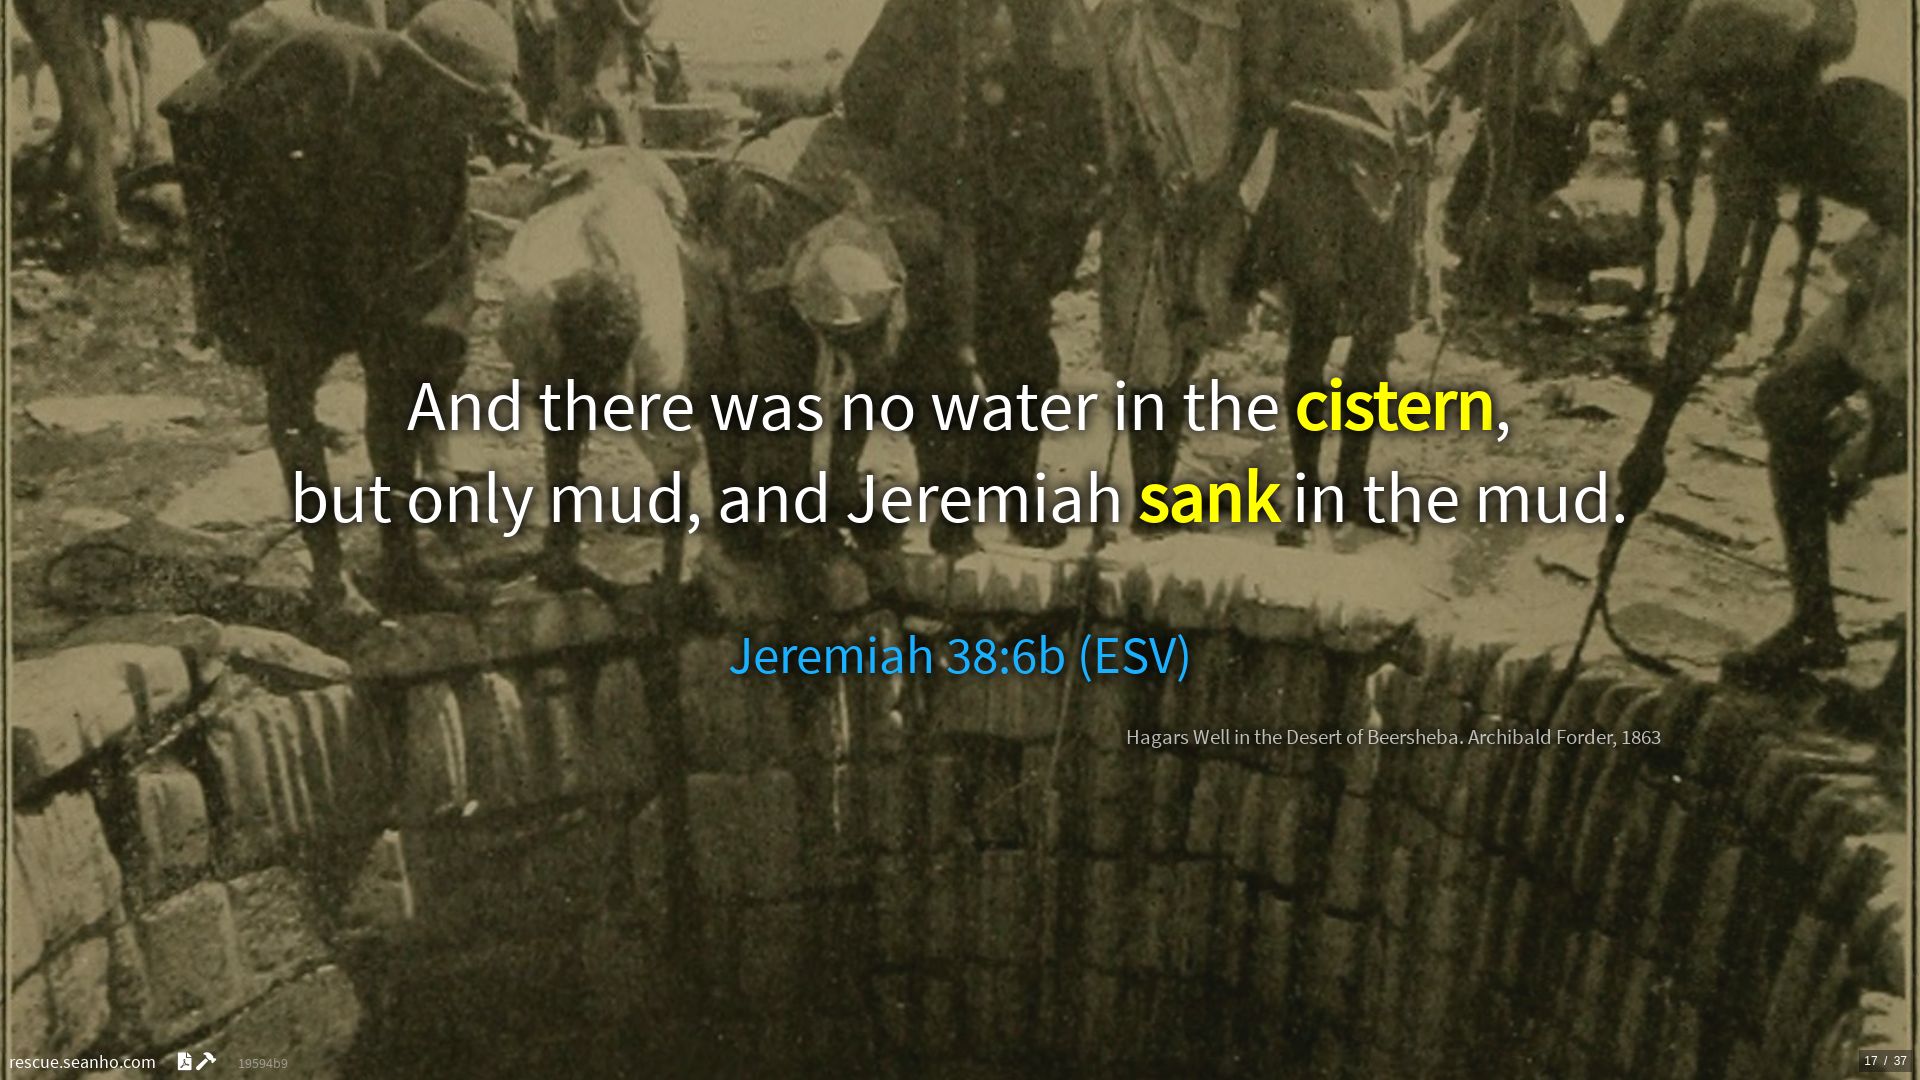 And there was no water in the cistern,
but only mud, and Jeremiah sank in the mud.
Jeremiah 38:6b (ESV)
Hagars Well in the Desert of Beersheba. Archibald Forder, 1863
rescue.seanho.com 19594b9
17 / 37